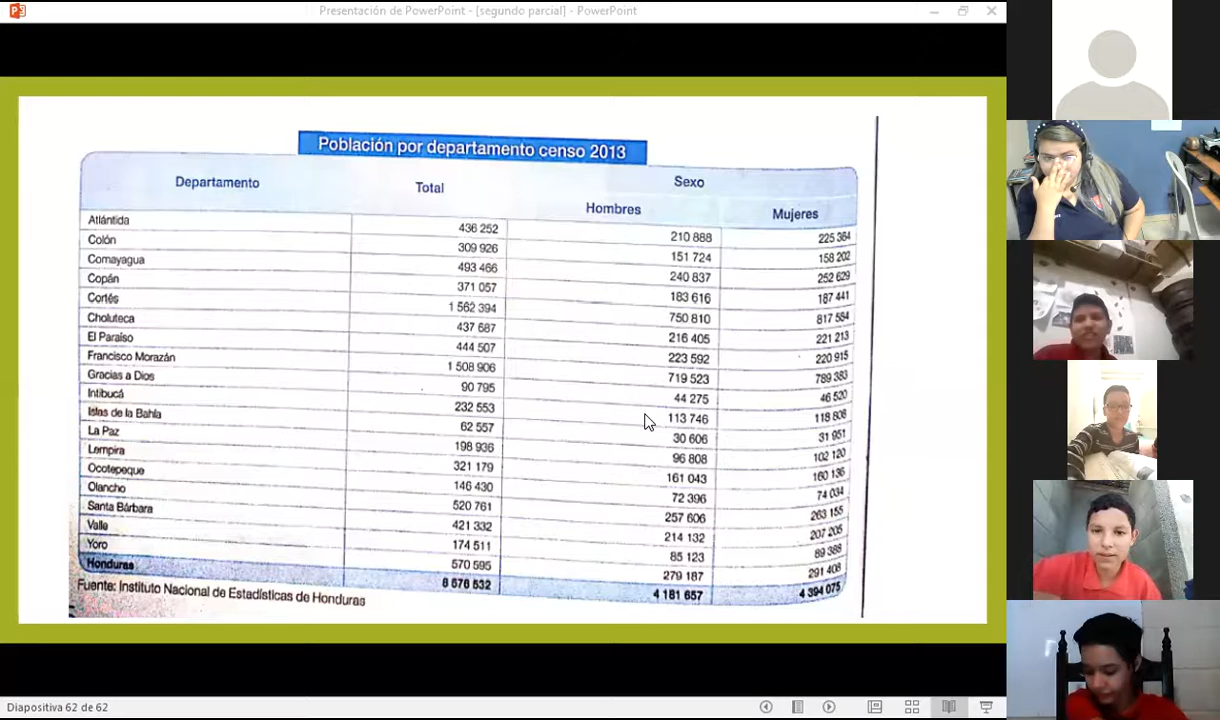 Presentación de PowerPoint - [segundo parcial] - PowerPoint
Población por departamento censo 2013
Departamento Total Sexo
Hombres Mujeres
Atlántida 436 252 210 888 225 364
Colón 309 926 151 724 158 202
Comayagua 493 466 240 837 252 629
Copán 371 057 183 616 187 441
Cortés 1 562 394 750 810 817 584
Choluteca 437 687 216 405 221 213
El Paraíso 444 507 223 592 220 915
Francisco Morazán 1 508 906 719 523 789 383
Gracias a Dios 90 795 44 275 46 520
Intibucá 232 553 113 746 118 808
Islas de la Bahía 62 557 30 606 31 951
La Paz 198 936 96 808 102 120
Lempira 321 179 161 043 160 136
Ocotepeque 146 430 72 396 74 034
Olancho 520 761 257 606 263 155
Santa Bárbara 421 332 214 132 207 205
Valle 174 511 85 123 89 388
Yoro 570 595 279 187 291 408
Honduras 8 576 532 4 181 657 4 394 075
Fuente: Instituto Nacional de Estadísticas de Honduras
Diapositiva 62 de 62